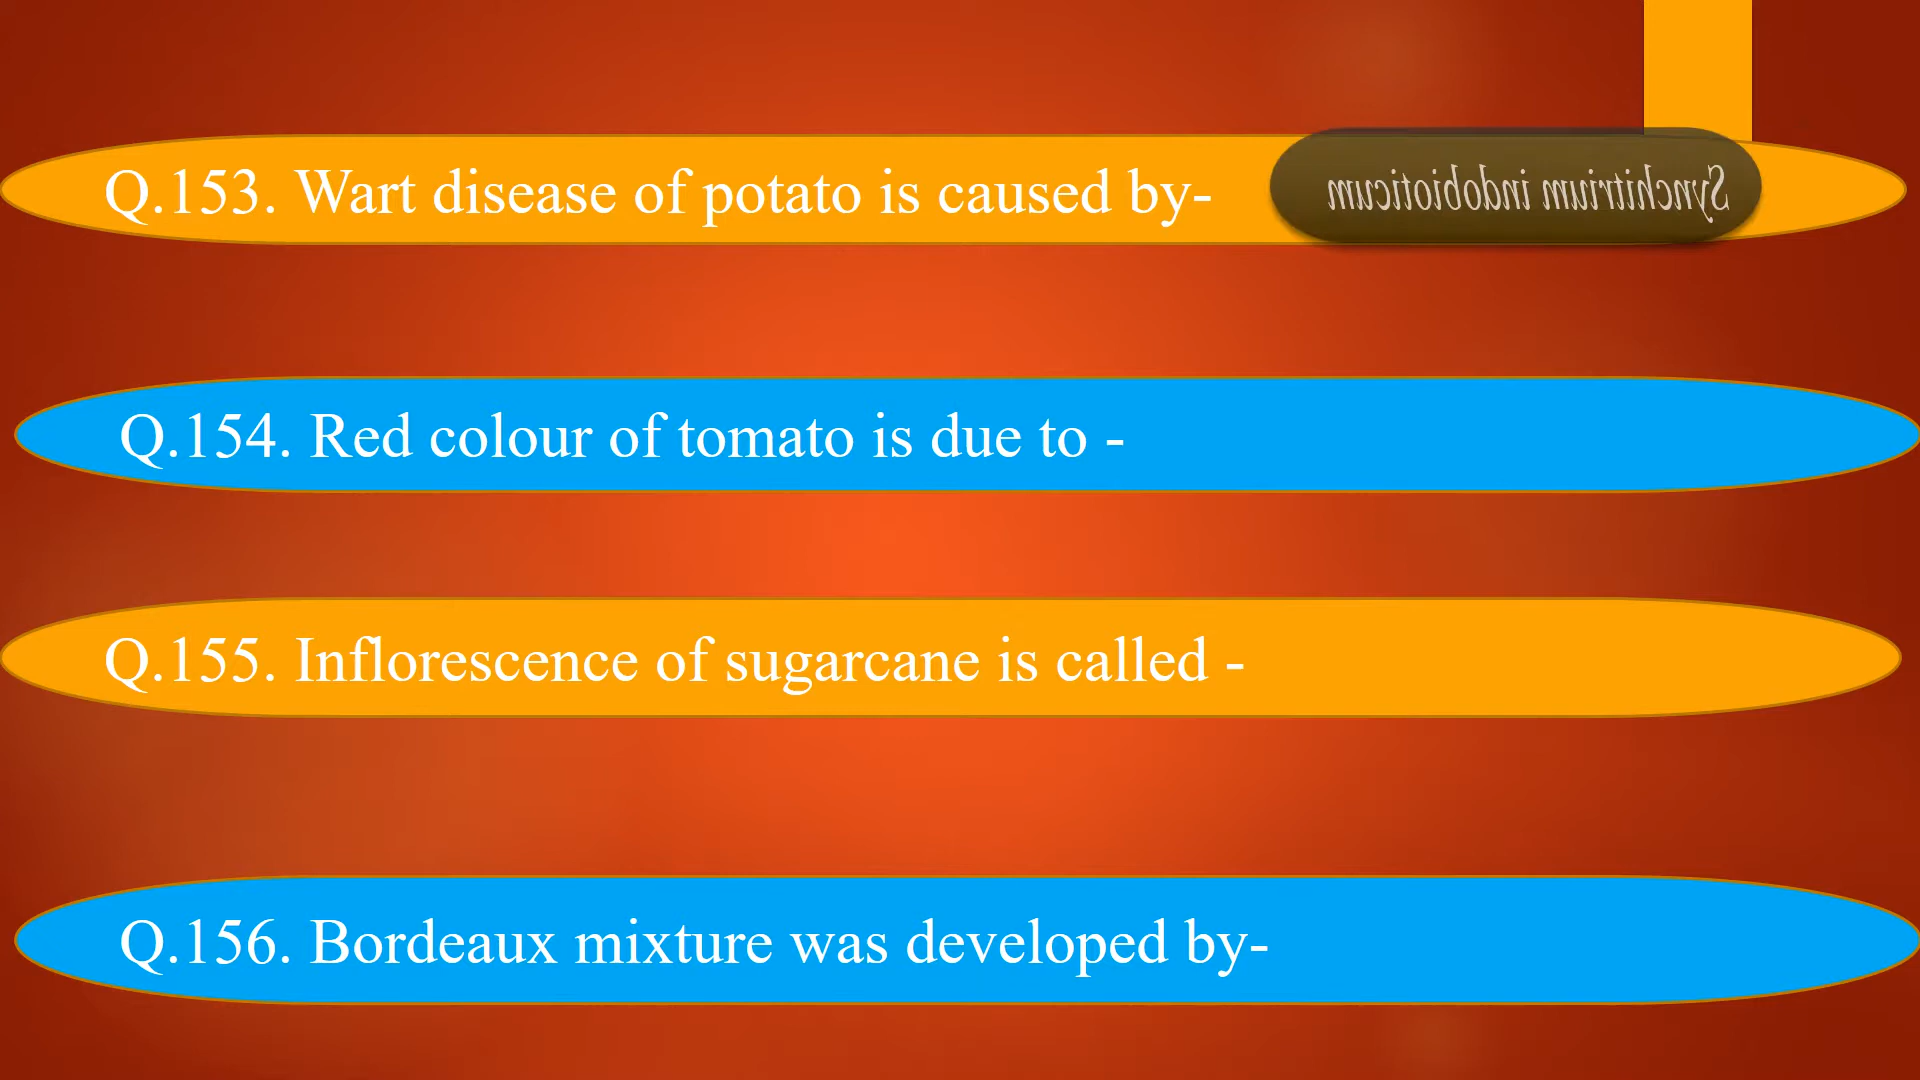 Q.153. Wart disease of potato is caused by- Synchitrium indobioticum
Q.154. Red colour of tomato is due to -
Q.155. Inflorescence of sugarcane is called -
Q.156. Bordeaux mixture was developed by-